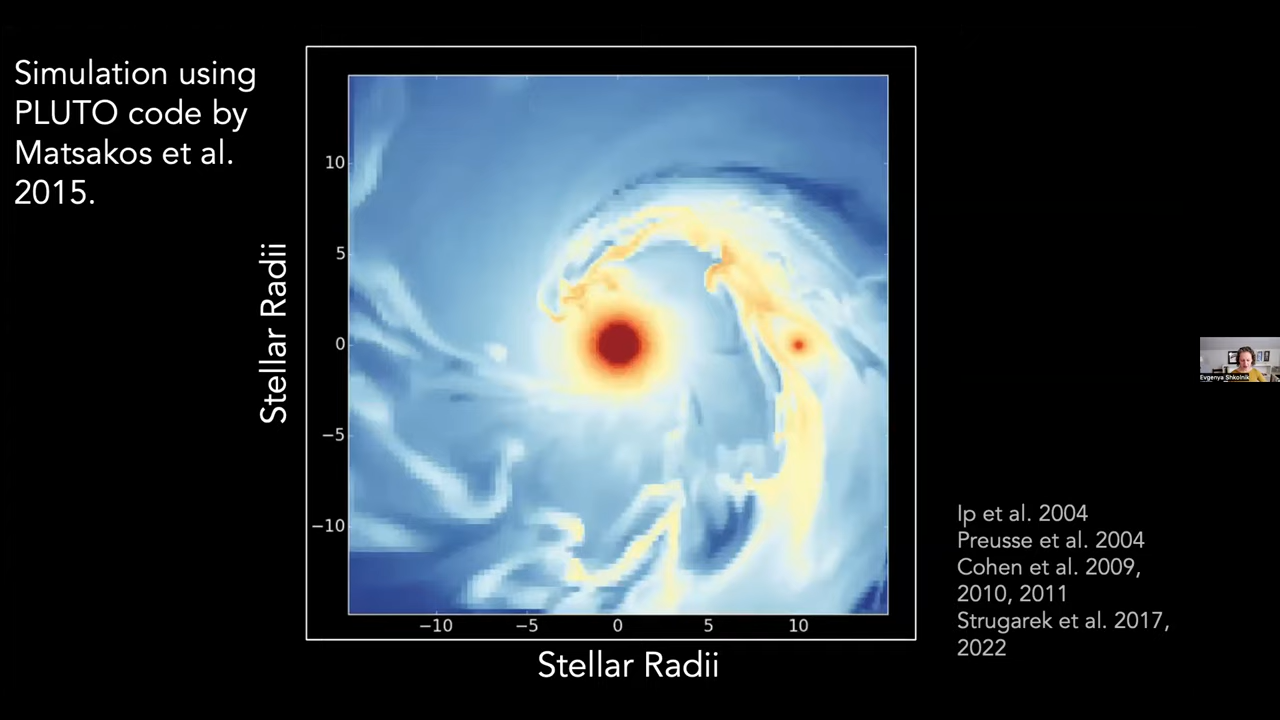 Simulation using
PLUTO code by
Matsakos et al.
2015.
Stellar Radii
10
5
0
−5
−10
−10
−5
0
5
10
Stellar Radii
Evgenya Shkolnik
Ip et al. 2004
Preusse et al. 2004
Cohen et al. 2009,
2010, 2011
Strugarek et al. 2017,
2022